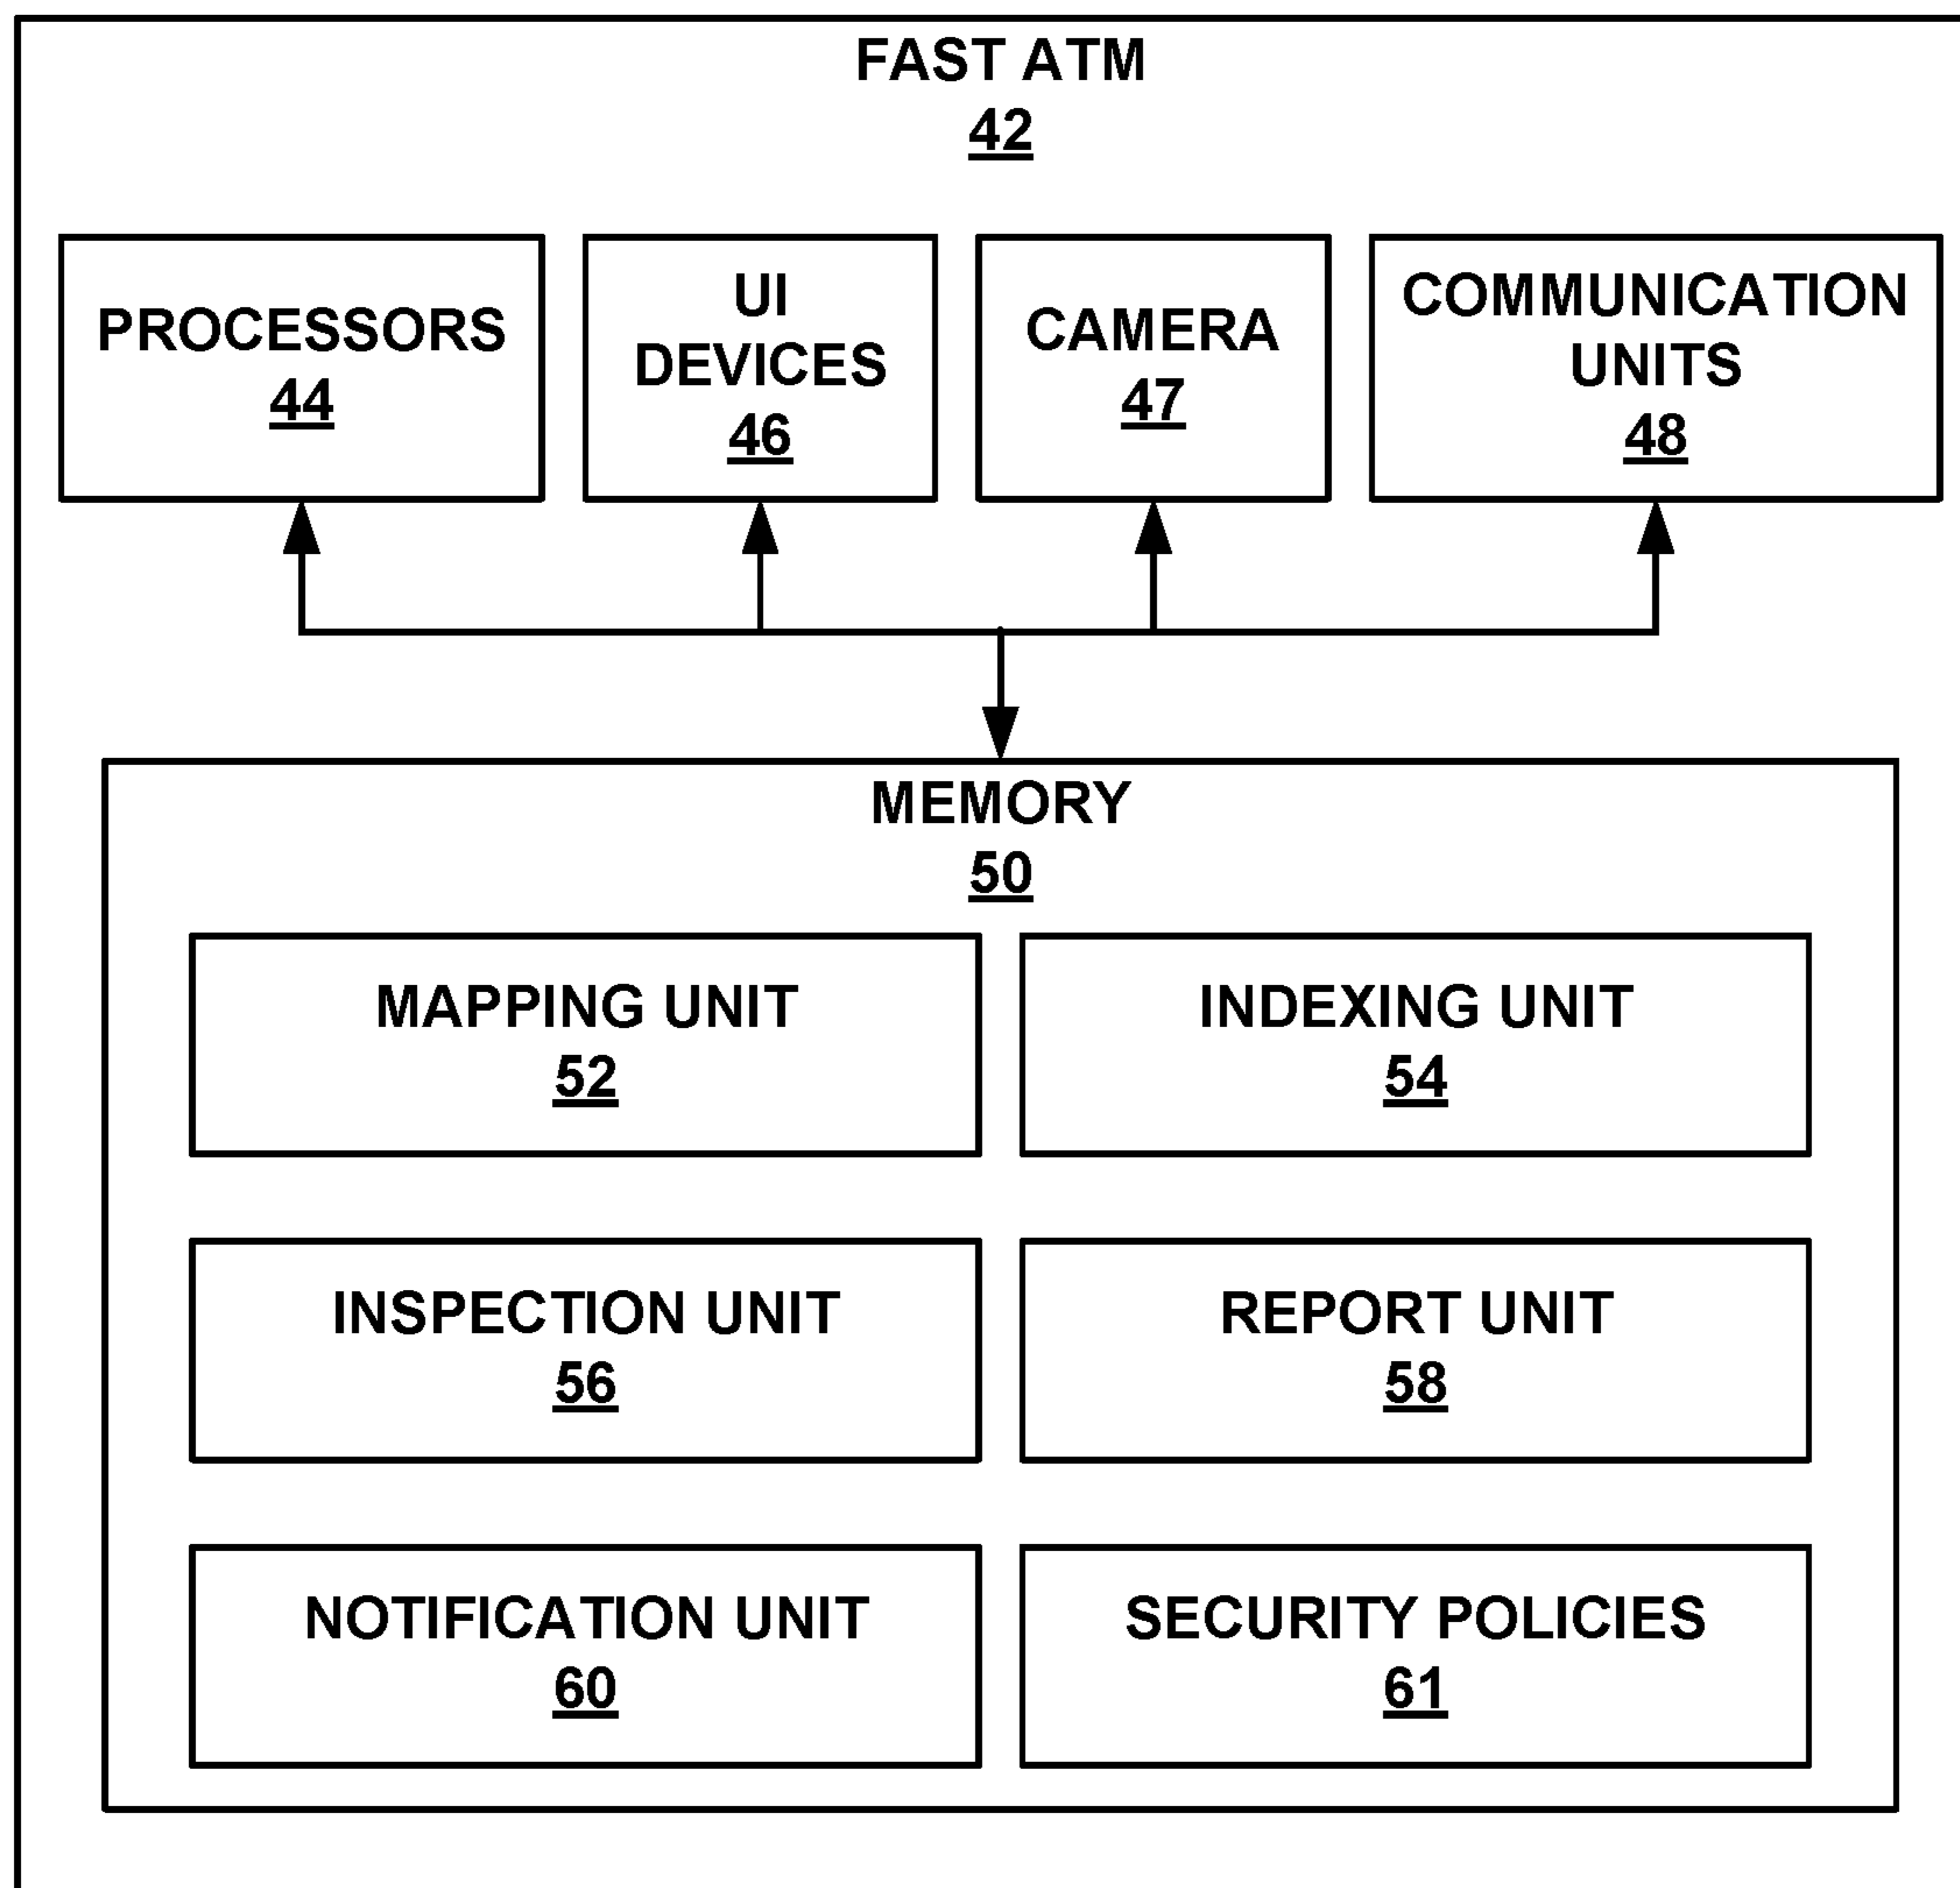 FAST ATM
42
PROCESSORS
44
UI
DEVICES
46
CAMERA
47
COMMUNICATION
UNITS
48
MEMORY
50
MAPPING UNIT
52
INDEXING UNIT
54
INSPECTION UNIT
56
REPORT UNIT
58
NOTIFICATION UNIT
60
SECURITY POLICIES
61